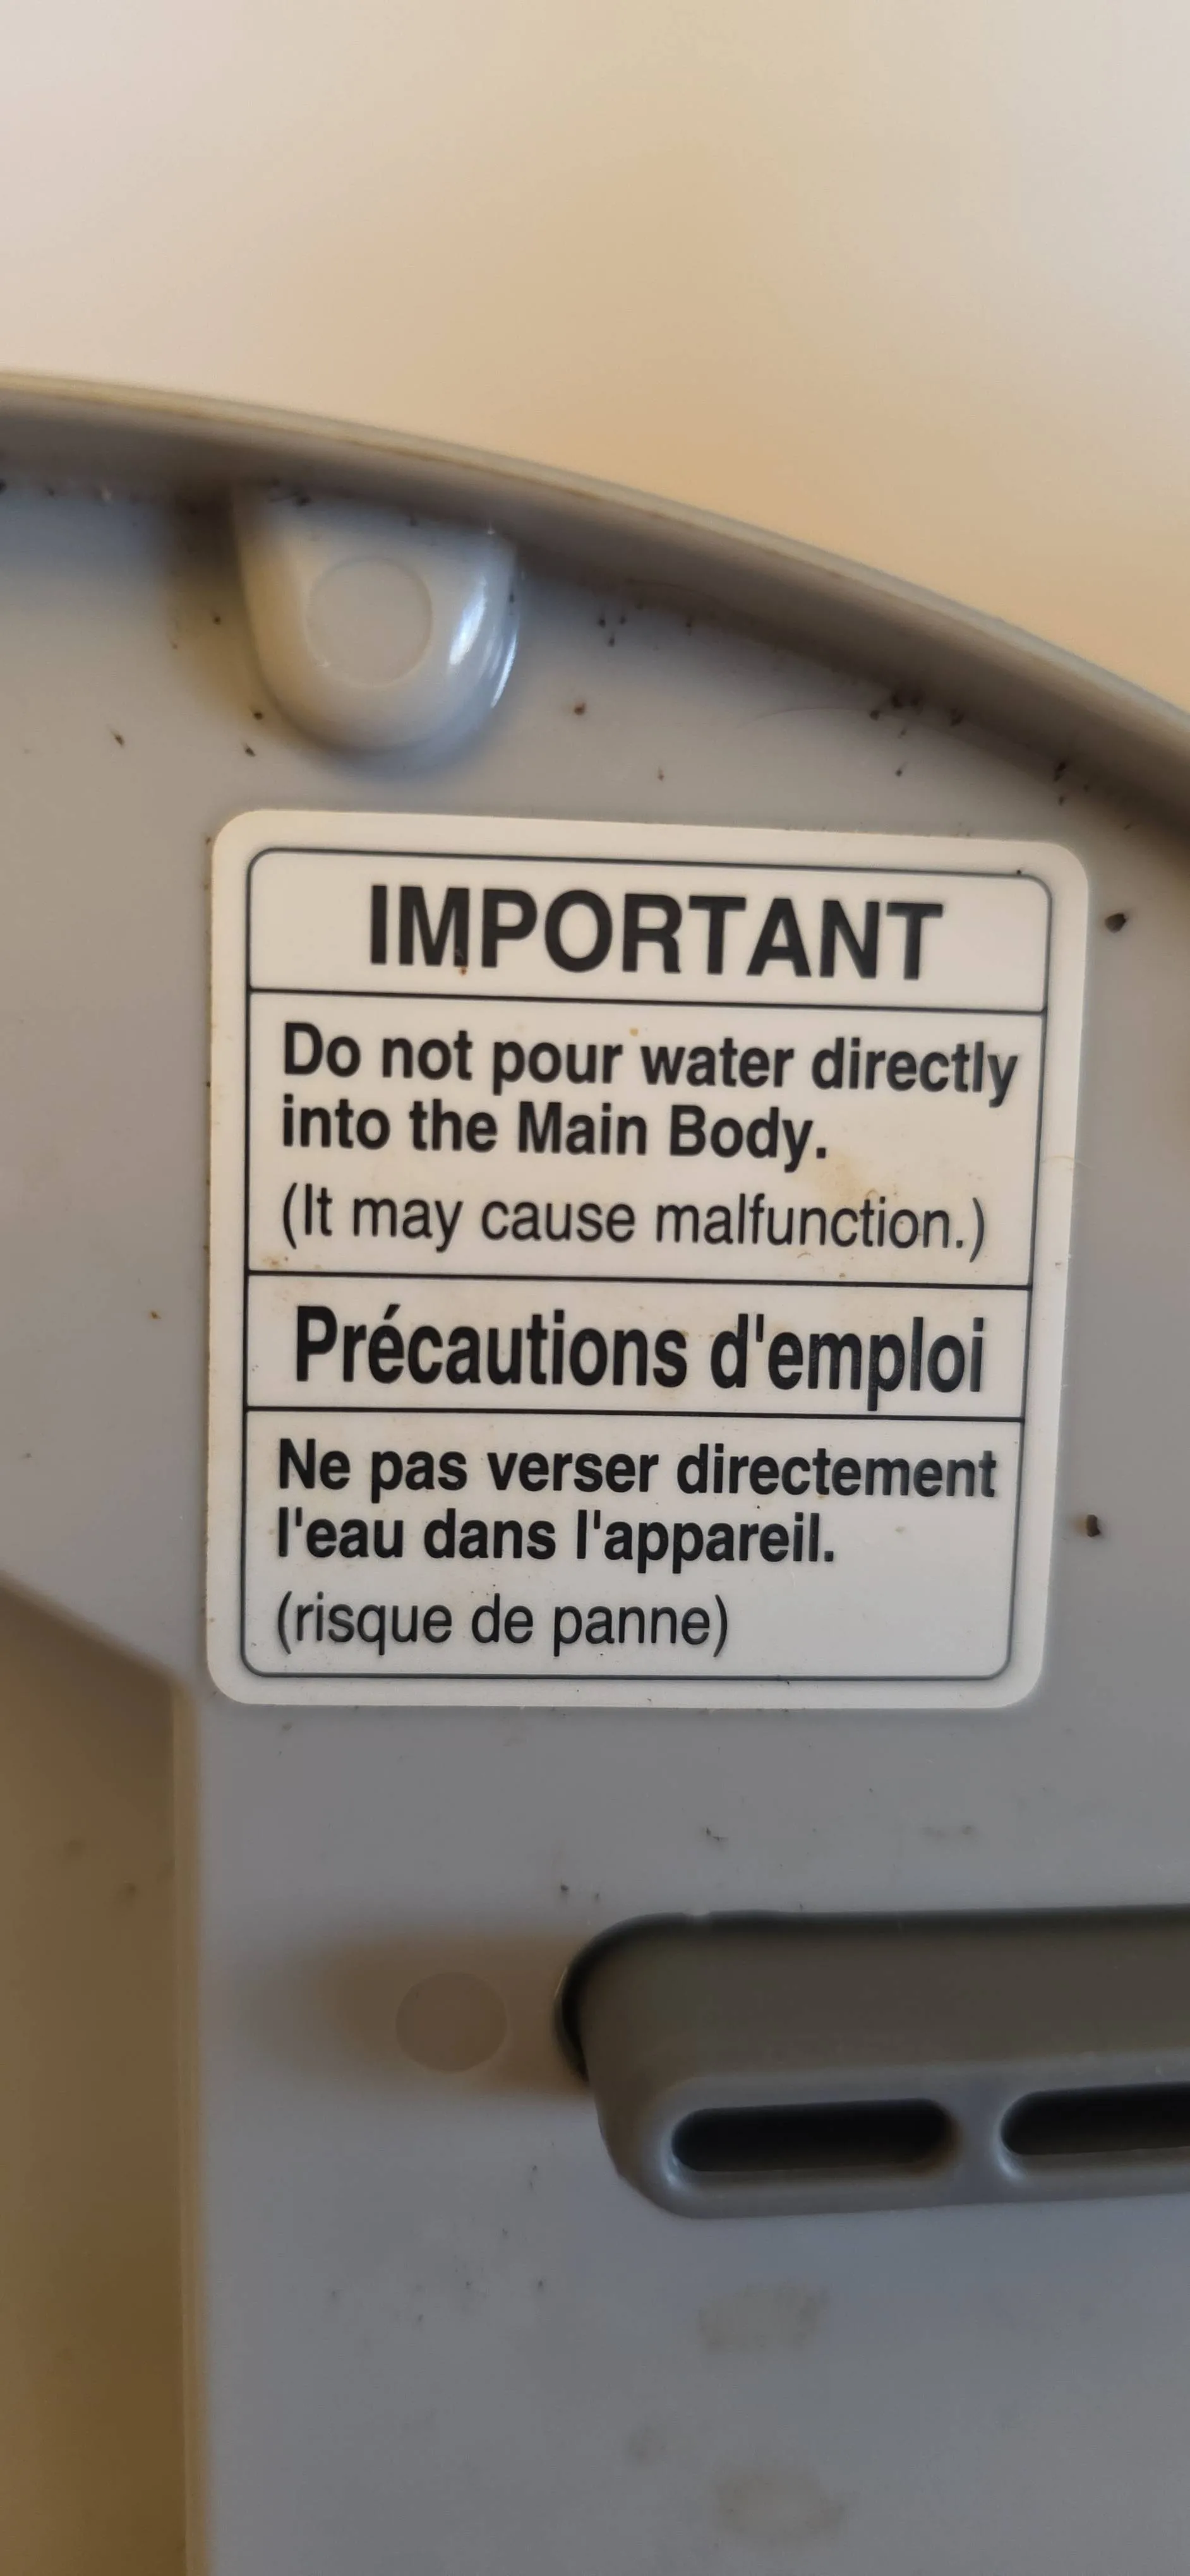 IMPORTANT
Do not pour water directly
into the Main Body.
(It may cause malfunction.)
Précautions d'emploi
Ne pas verser directement
l'eau dans l'appareil.
(risque de panne)